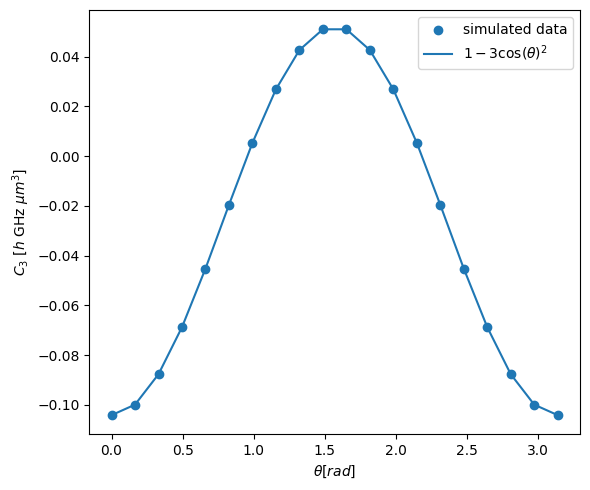 simulated data
1 − 3cos(θ)²
0.04
0.02
0.00
−0.02
−0.04
−0.06
−0.08
−0.10
C₃ [h GHz μm³]
0.0 0.5 1.0 1.5 2.0 2.5 3.0
θ[rad]